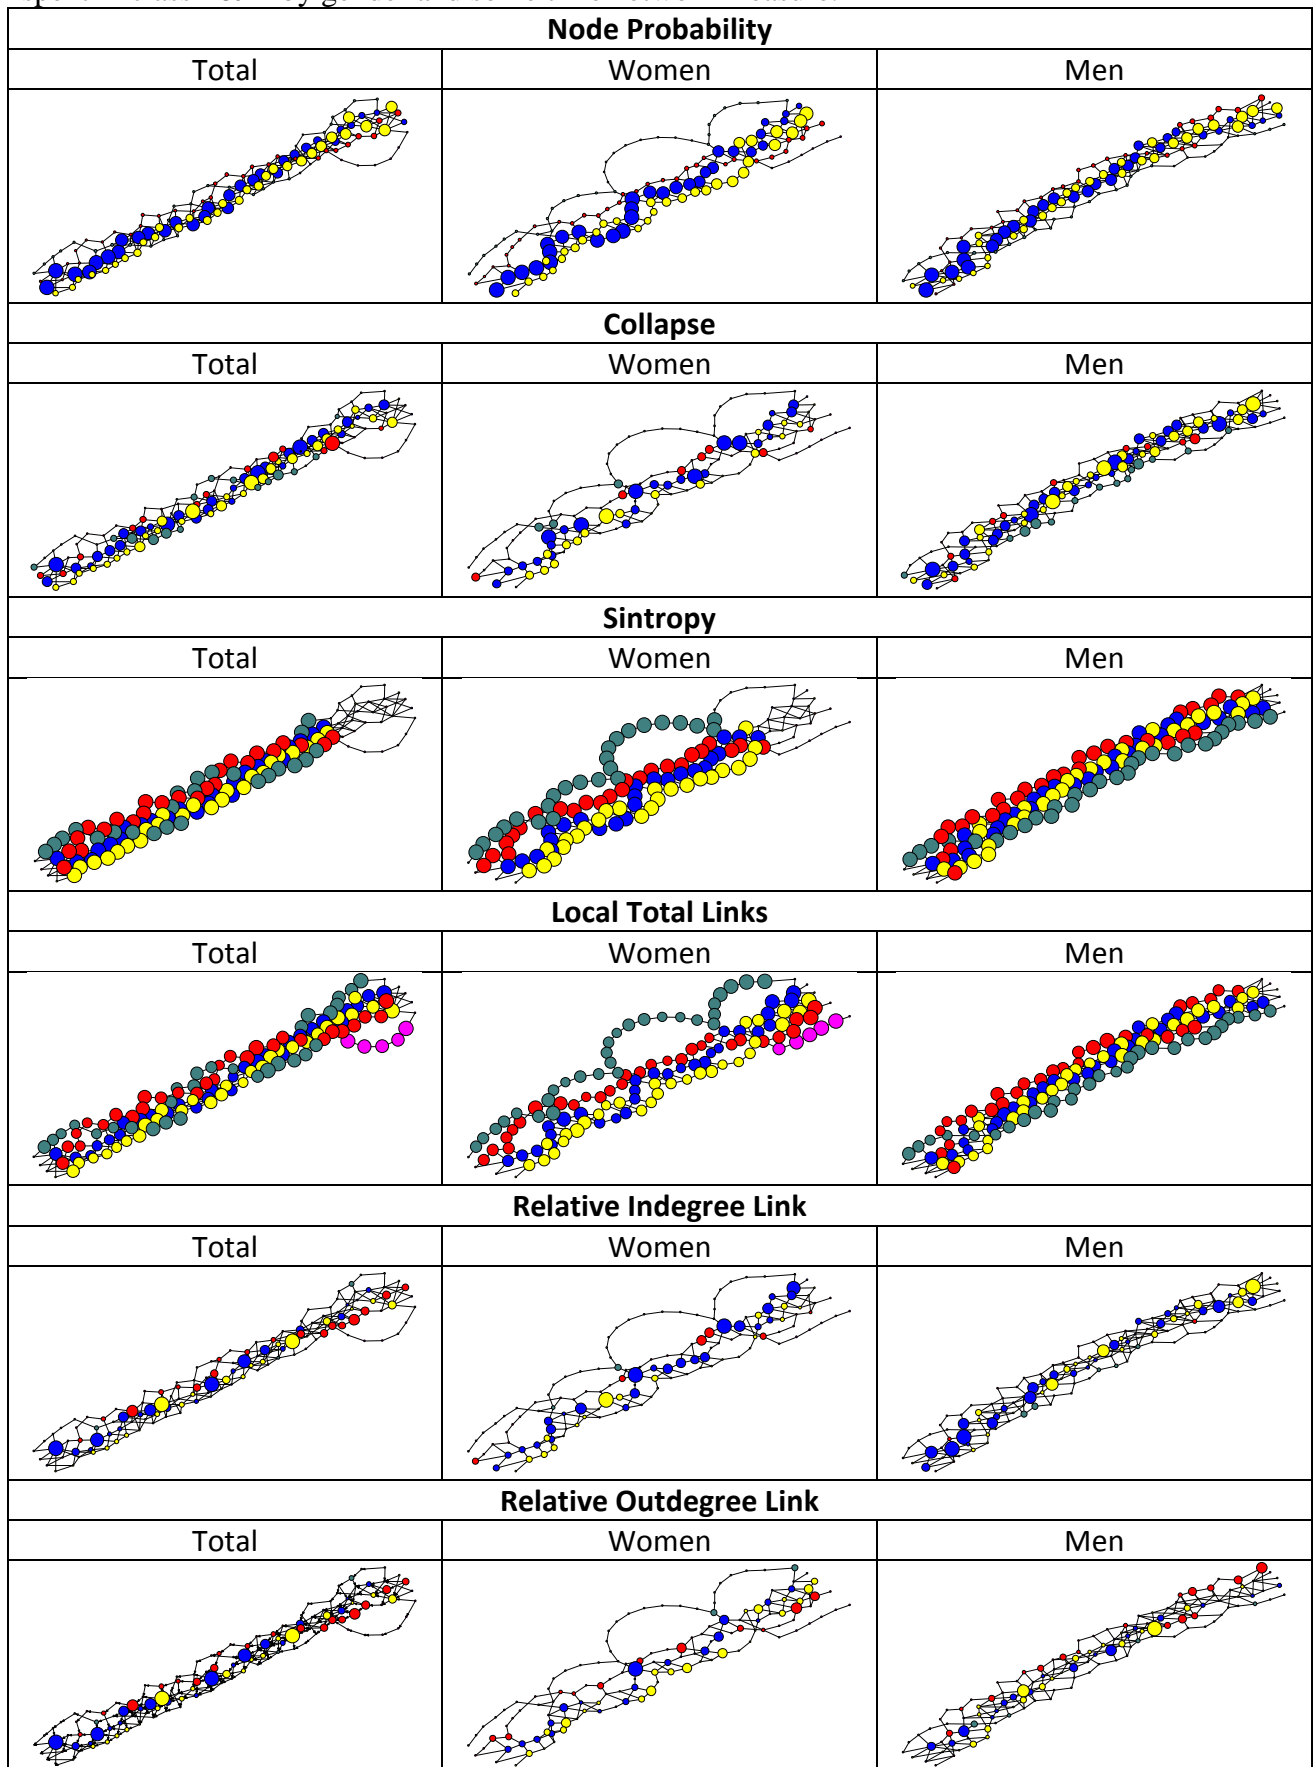 Node Probability
Total Women Men
Collapse
Total Women Men
Sintropy
Total Women Men
Local Total Links
Total Women Men
Relative Indegree Link
Total Women Men
Relative Outdegree Link
Total Women Men